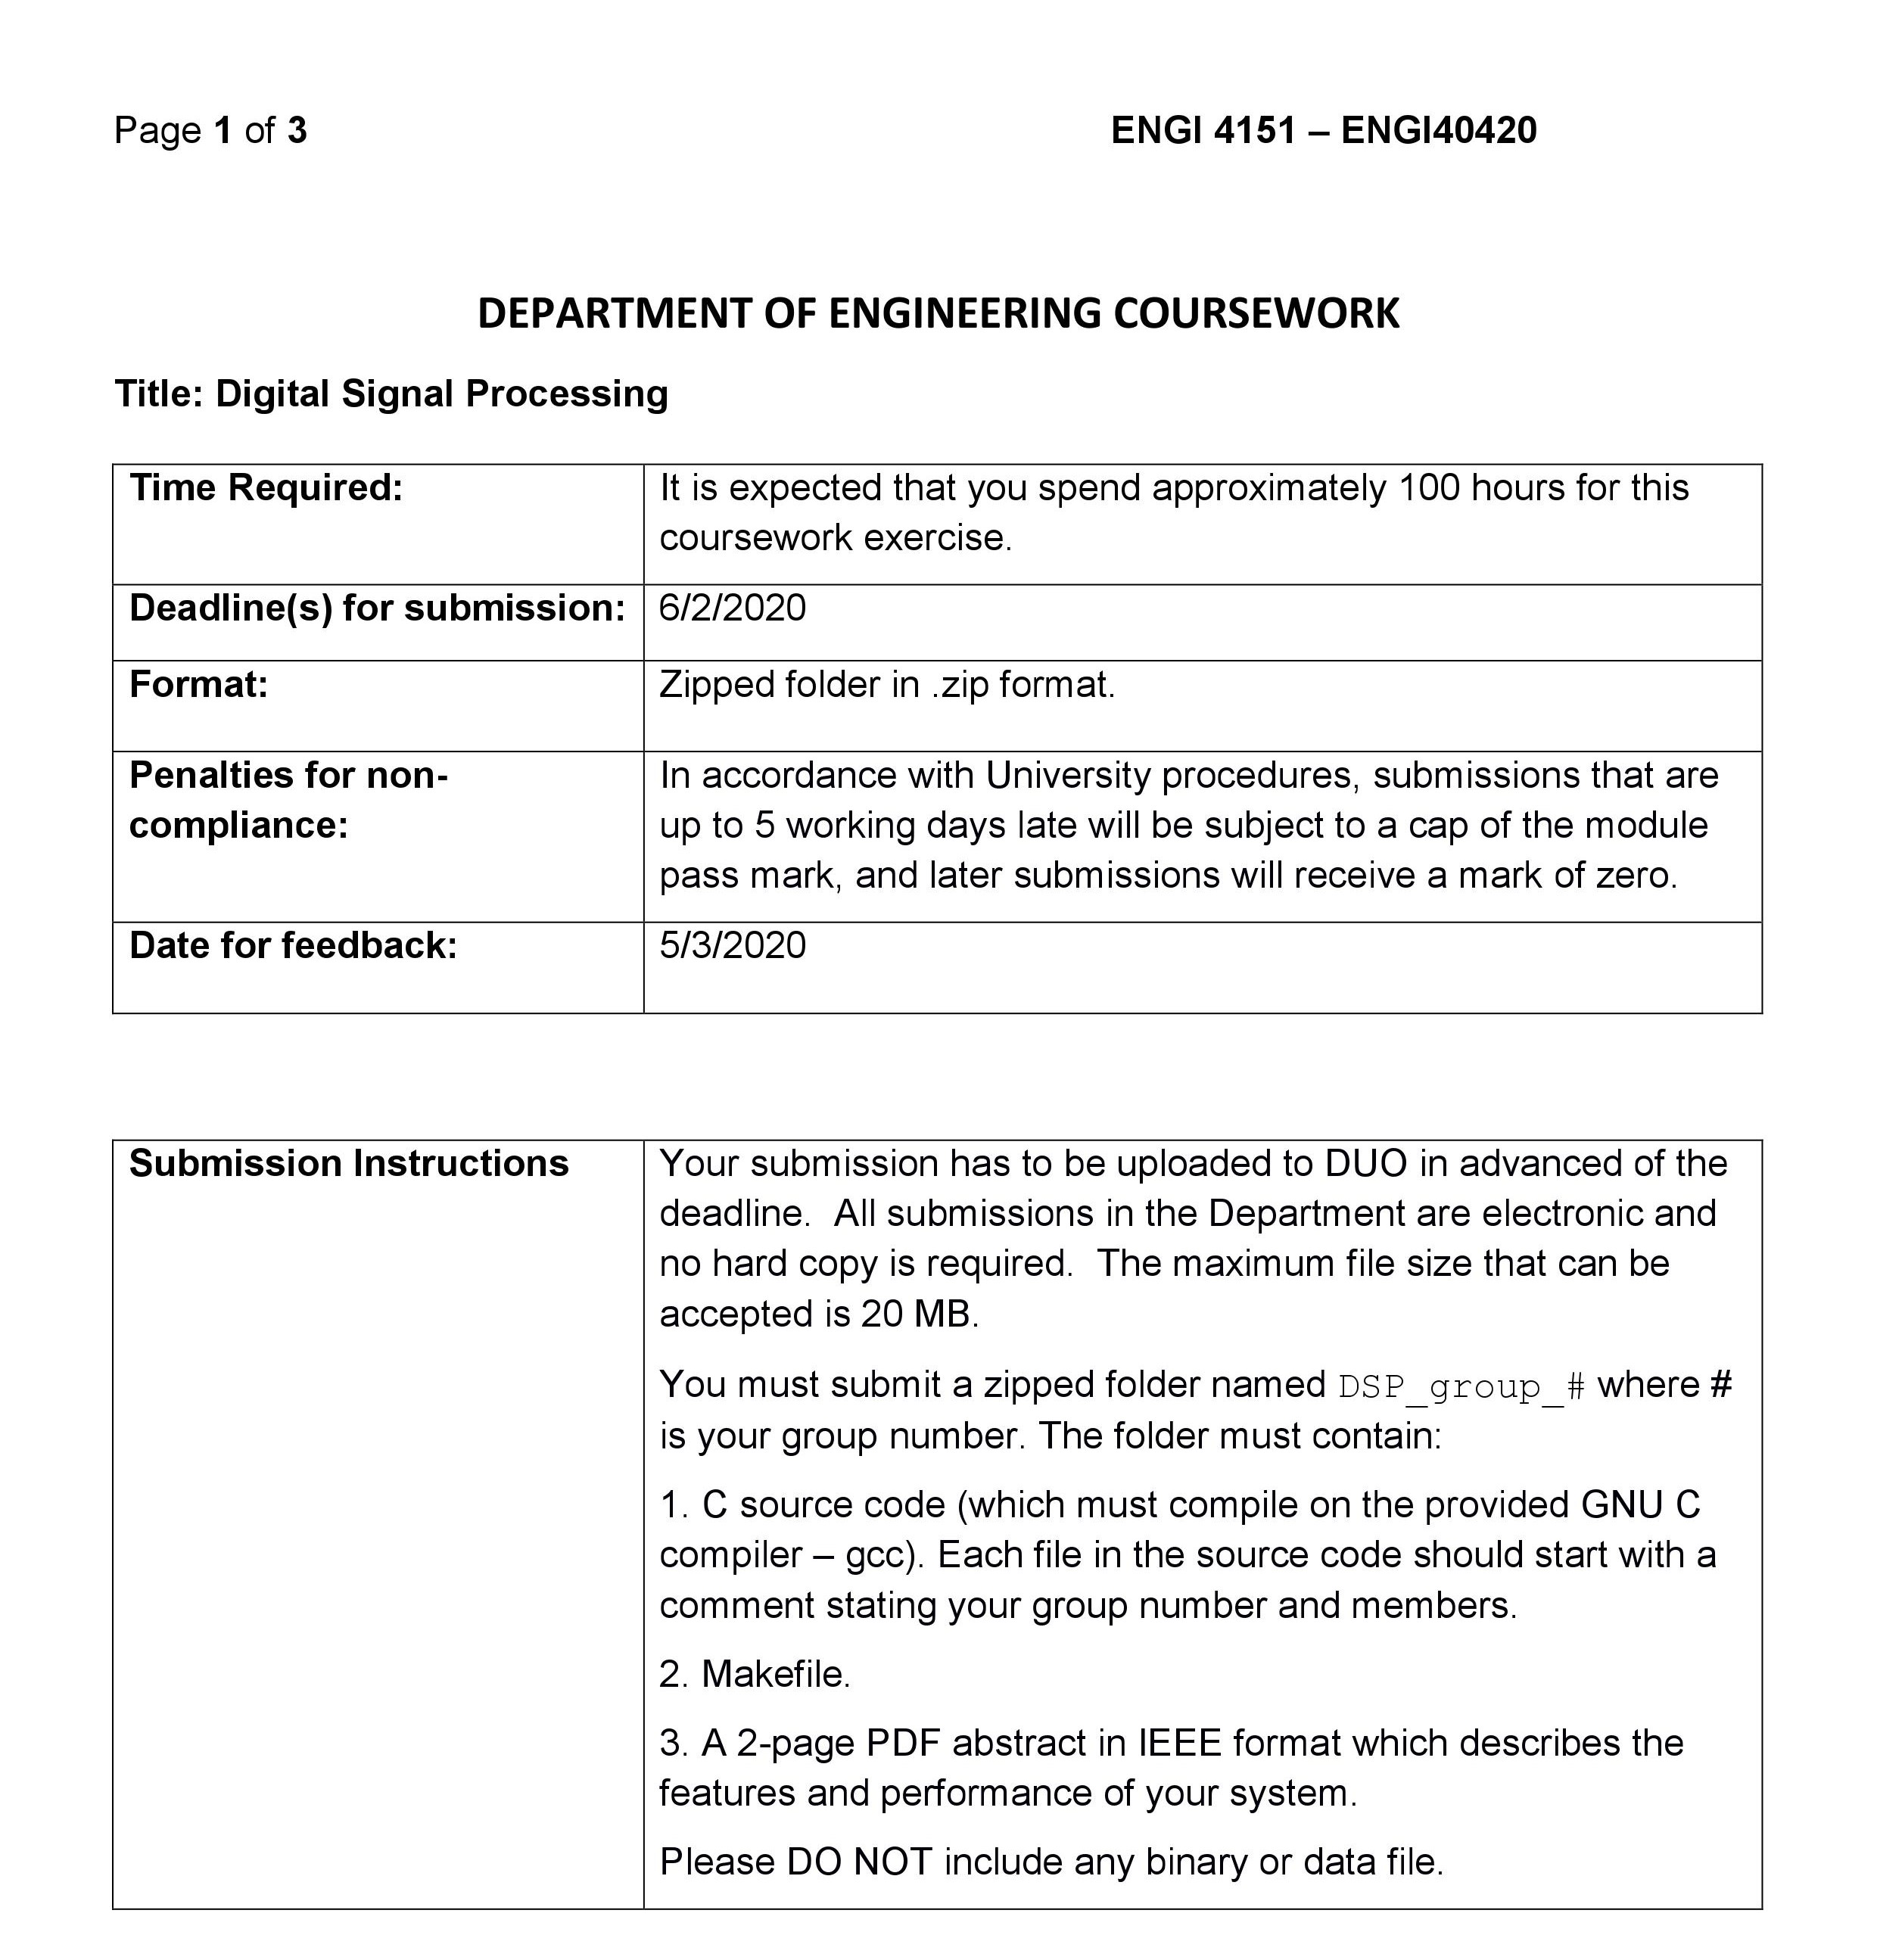 Page 1 of 3 ENGI 4151 – ENGI40420
DEPARTMENT OF ENGINEERING COURSEWORK
Title: Digital Signal Processing
Time Required: It is expected that you spend approximately 100 hours for this
coursework exercise.
Deadline(s) for submission: 6/2/2020
Format: Zipped folder in .zip format.
Penalties for non-
compliance:
In accordance with University procedures, submissions that are
up to 5 working days late will be subject to a cap of the module
pass mark, and later submissions will receive a mark of zero.
Date for feedback: 5/3/2020
Submission Instructions
Your submission has to be uploaded to DUO in advanced of the
deadline.  All submissions in the Department are electronic and
no hard copy is required.  The maximum file size that can be
accepted is 20 MB.
You must submit a zipped folder named DSP_group_# where #
is your group number. The folder must contain:
1. C source code (which must compile on the provided GNU C
compiler – gcc). Each file in the source code should start with a
comment stating your group number and members.
2. Makefile.
3. A 2-page PDF abstract in IEEE format which describes the
features and performance of your system.
Please DO NOT include any binary or data file.